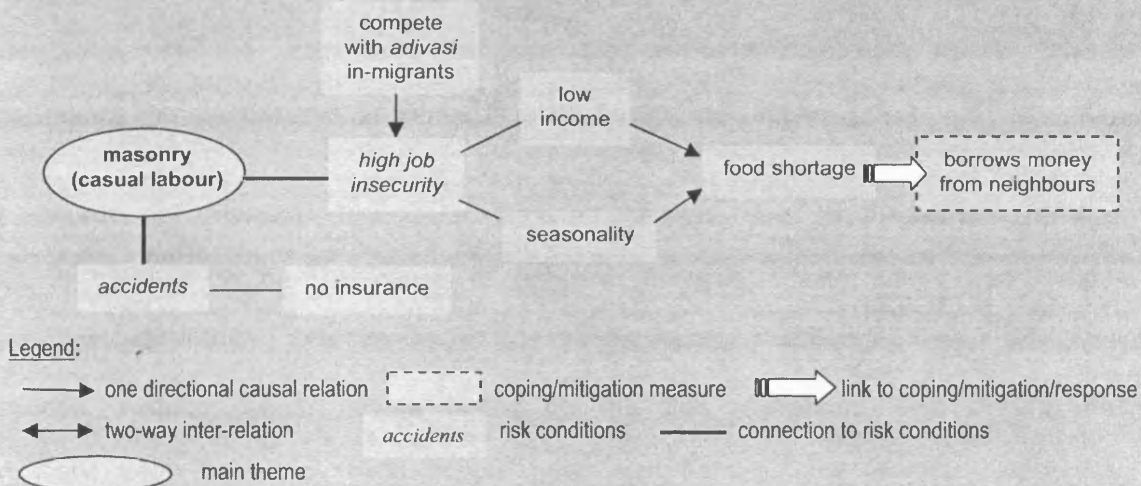 compete
with adivasi
in-migrants
low
income
masonry
(casual labour)
high job
insecurity
food shortage
borrows money
from neighbours
seasonality
accidents
no insurance
Legend:
one directional causal relation
coping/mitigation measure
link to coping/mitigation/response
two-way inter-relation
accidents
risk conditions
connection to risk conditions
main theme